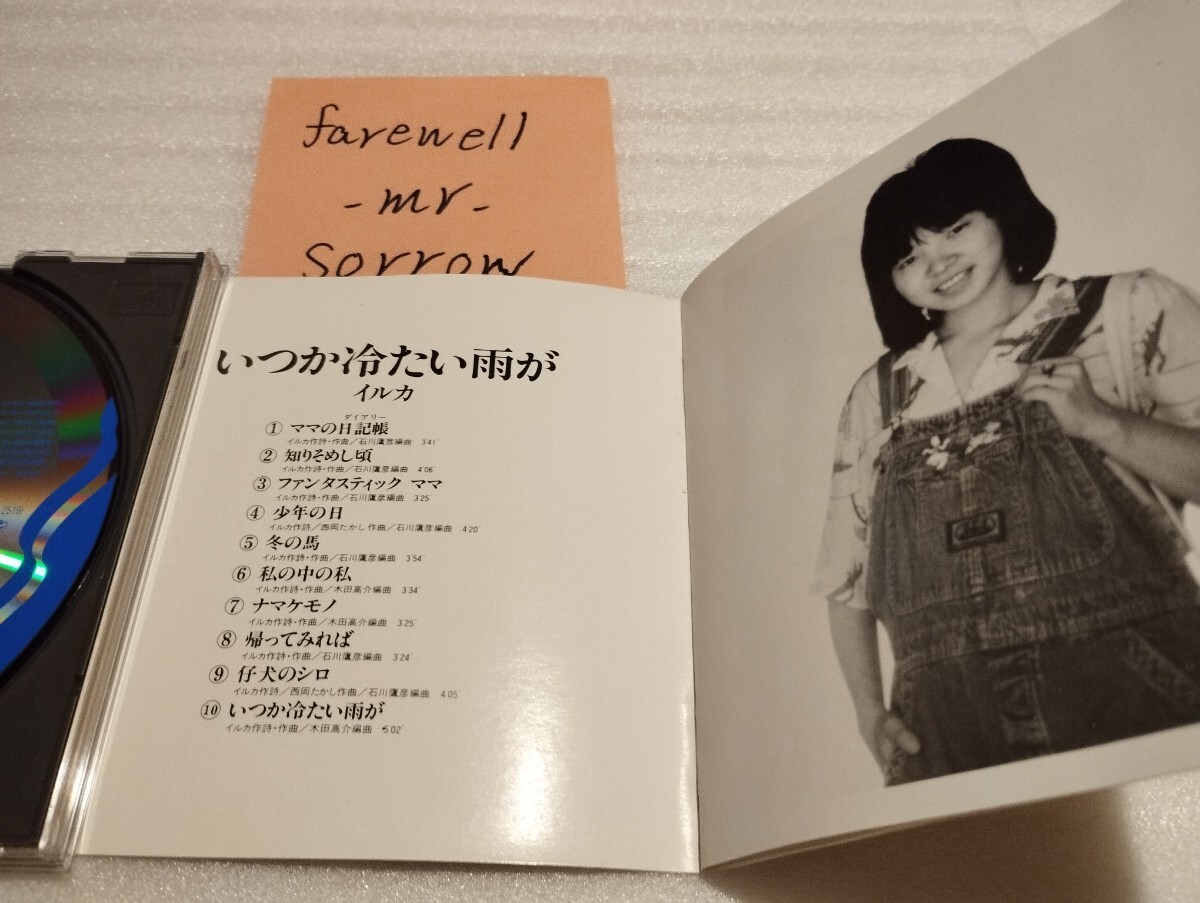 farewell
-mr-
sorrow
いつか冷たい雨が
イルカ
ダイアリー
① ママの日記帳
イルカ作詩・作曲／石川鷹彦編曲 3'41"
② 知りそめし頃
イルカ作詩・作曲／石川鷹彦編曲 4'06"
③ ファンタスティック ママ
イルカ作詩・作曲／石川鷹彦編曲 3'25"
④ 少年の日
イルカ作詩／西岡たかし作曲／石川鷹彦編曲 4'20"
⑤ 冬の馬
イルカ作詩・作曲／石川鷹彦編曲 3'54"
⑥ 私の中の私
イルカ作詩・作曲／木田高介編曲 3'34"
⑦ ナマケモノ
イルカ作詩・作曲／木田高介編曲 3'25"
⑧ 帰ってみれば
イルカ作詩・作曲／石川鷹彦編曲 3'24"
⑨ 仔犬のシロ
イルカ作詩／西岡たかし作曲／石川鷹彦編曲 4'05"
⑩ いつか冷たい雨が
イルカ作詩・作曲／木田高介編曲 5'02"